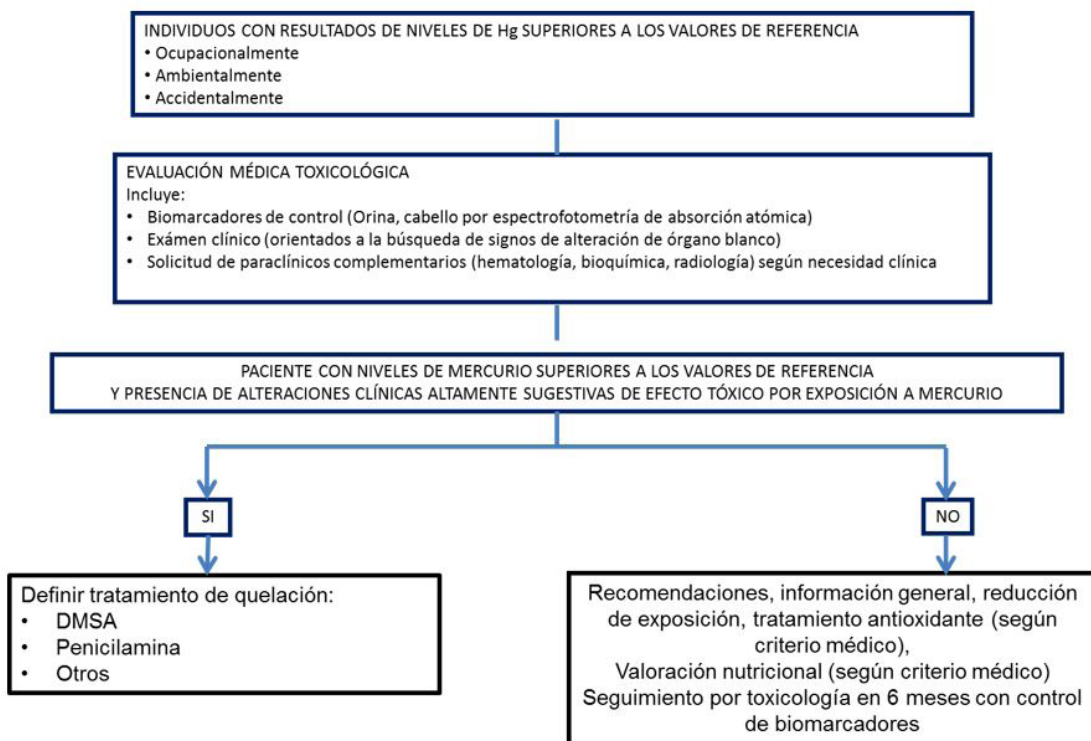 INDIVIDUOS CON RESULTADOS DE NIVELES DE Hg SUPERIORES A LOS VALORES DE REFERENCIA
• Ocupacionalmente
• Ambientalmente
• Accidentalmente
EVALUACIÓN MÉDICA TOXICOLÓGICA
Incluye:
• Biomarcadores de control (Orina, cabello por espectrofotometría de absorción atómica)
• Exámen clínico (orientados a la búsqueda de signos de alteración de órgano blanco)
• Solicitud de paraclínicos complementarios (hematología, bioquímica, radiología) según necesidad clínica
PACIENTE CON NIVELES DE MERCURIO SUPERIORES A LOS VALORES DE REFERENCIA
Y PRESENCIA DE ALTERACIONES CLÍNICAS ALTAMENTE SUGESTIVAS DE EFECTO TÓXICO POR EXPOSICIÓN A MERCURIO
SI
NO
Definir tratamiento de quelación:
• DMSA
• Penicilamina
• Otros
Recomendaciones, información general, reducción
de exposición, tratamiento antioxidante (según
criterio médico),
Valoración nutricional (según criterio médico)
Seguimiento por toxicología en 6 meses con control
de biomarcadores